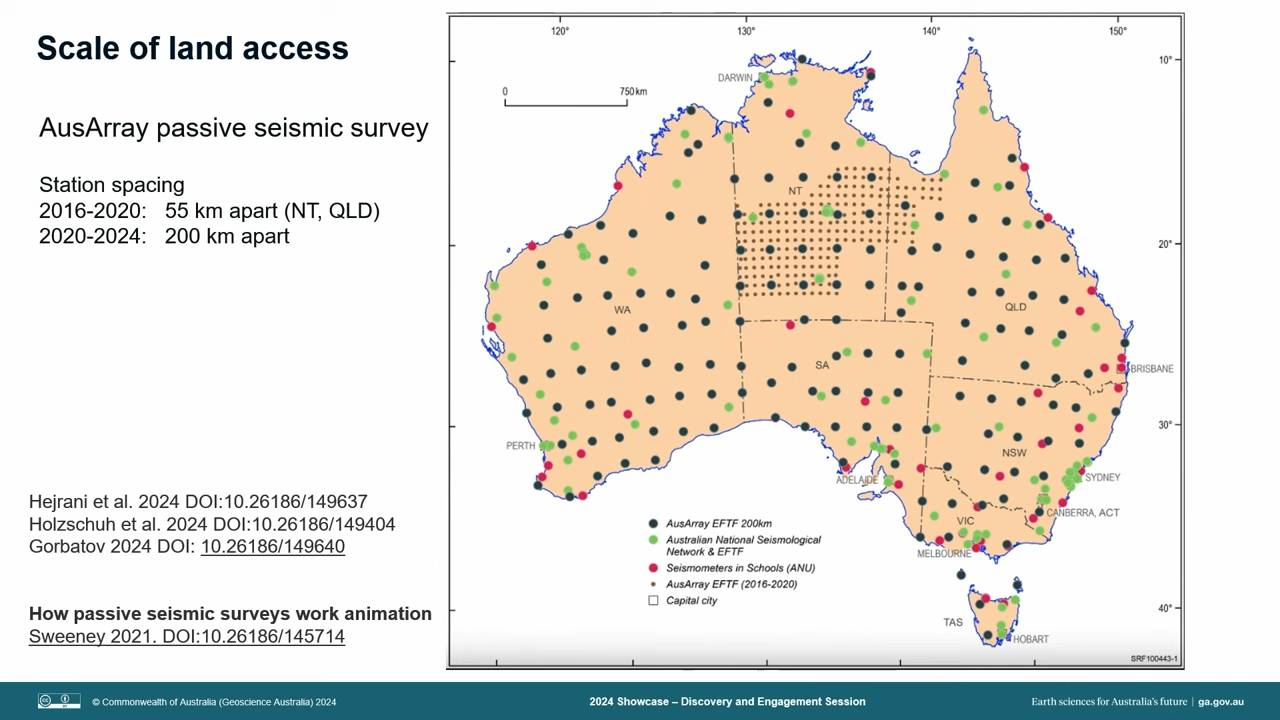 Scale of land access
AusArray passive seismic survey
Station spacing
2016-2020: 55 km apart (NT, QLD)
2020-2024: 200 km apart
Hejrani et al. 2024 DOI:10.26186/149637
Holzschuh et al. 2024 DOI:10.26186/149404
Gorbatov 2024 DOI: 10.26186/149640
How passive seismic surveys work animation
Sweeney 2021. DOI:10.26186/145714
120°
130°
140°
150°
10°
20°
30°
40°
0
750 km
DARWIN
NT
WA
QLD
SA
BRISBANE
PERTH
NSW
ADELAIDE
SYDNEY
CANBERRA, ACT
VIC
MELBOURNE
TAS
HOBART
AusArray EFTF 200km
Australian National Seismological
Network & EFTF
Seismometers in Schools (ANU)
AusArray EFTF (2016-2020)
Capital city
SRF100443-1
cc
BY
© Commonwealth of Australia (Geoscience Australia) 2024
2024 Showcase – Discovery and Engagement Session
Earth sciences for Australia's future | ga.gov.au